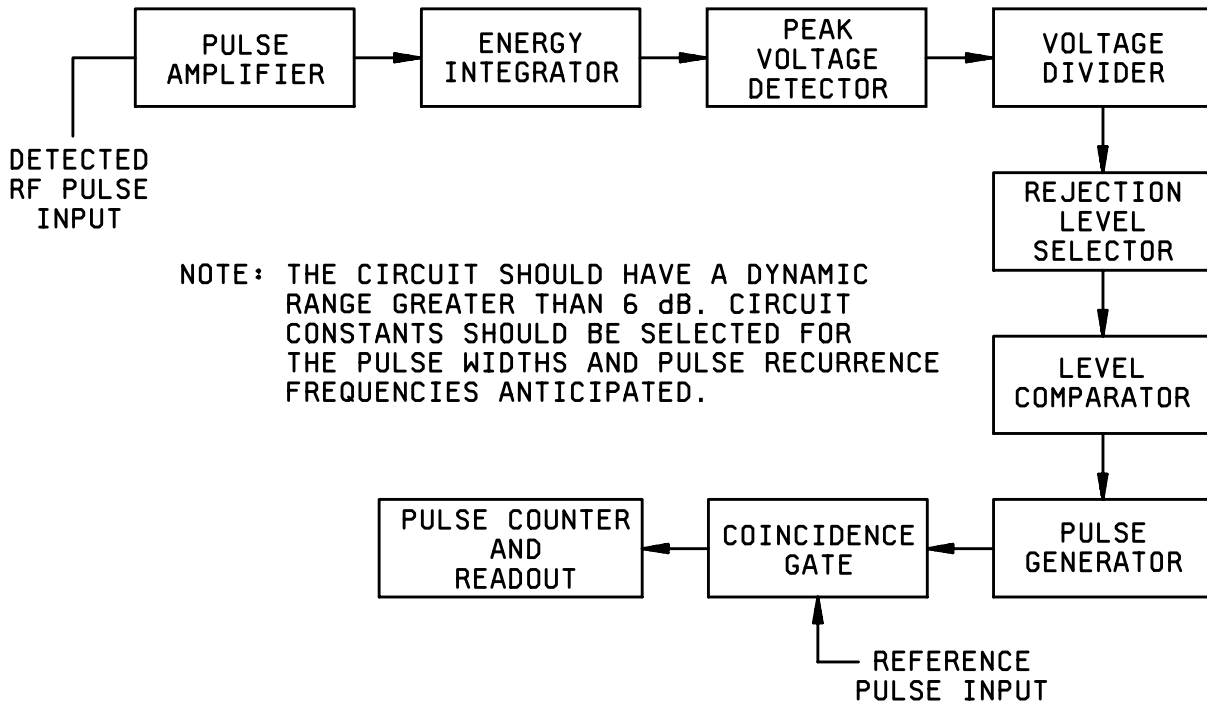 PULSE
AMPLIFIER
ENERGY
INTEGRATOR
PEAK
VOLTAGE
DETECTOR
VOLTAGE
DIVIDER
DETECTED
RF PULSE
INPUT
REJECTION
LEVEL
SELECTOR
NOTE: THE CIRCUIT SHOULD HAVE A DYNAMIC
RANGE GREATER THAN 6 dB. CIRCUIT
CONSTANTS SHOULD BE SELECTED FOR
THE PULSE WIDTHS AND PULSE RECURRENCE
FREQUENCIES ANTICIPATED.
LEVEL
COMPARATOR
PULSE
GENERATOR
COINCIDENCE
GATE
PULSE COUNTER
AND
READOUT
REFERENCE
PULSE INPUT